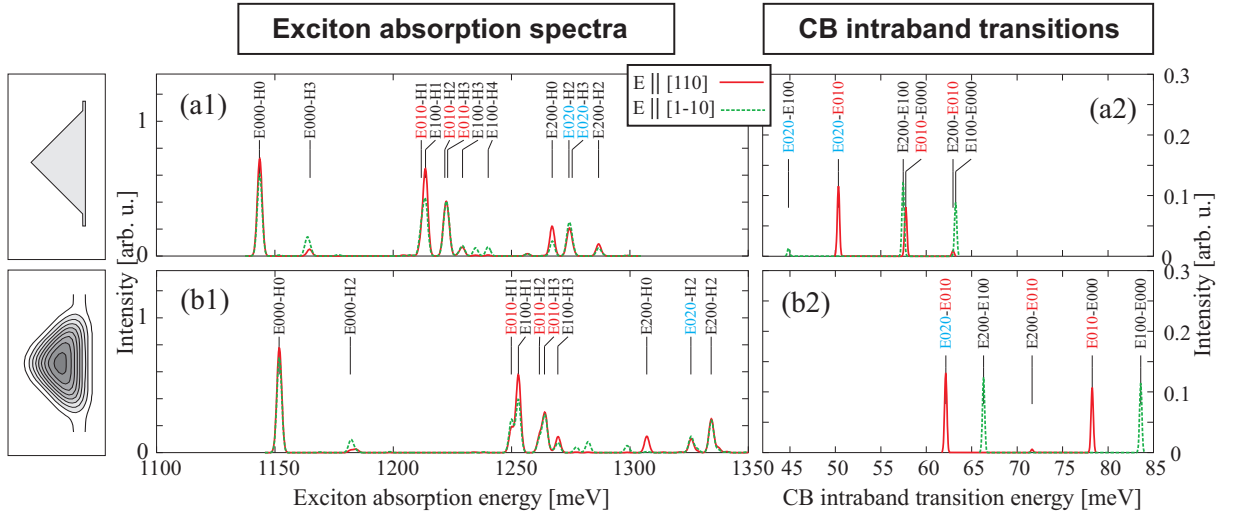 Exciton absorption spectra
CB intraband transitions
E || [110]
E || [1-10]
(a1)
E000-H0
E000-H3
E010-H1
E100-H1
E010-H2
E010-H3
E100-H3
E100-H4
E200-H0
E020-H2
E020-H3
E200-H2
1
0
(a2)
E020-E100
E020-E010
E200-E100
E010-E000
E200-E010
E100-E000
0.3
0.2
0.1
0
(b1)
E000-H0
E000-H2
E010-H1
E100-H1
E010-H2
E010-H3
E100-H3
E200-H0
E020-H2
E200-H2
1
0
(b2)
E020-E010
E200-E100
E200-E010
E010-E000
E100-E000
0.3
0.2
0.1
0
Intensity [arb. u.]
Intensity [arb. u.]
1100 1150 1200 1250 1300 1350
45 50 55 60 65 70 75 80 85
Exciton absorption energy [meV]
CB intraband transition energy [meV]